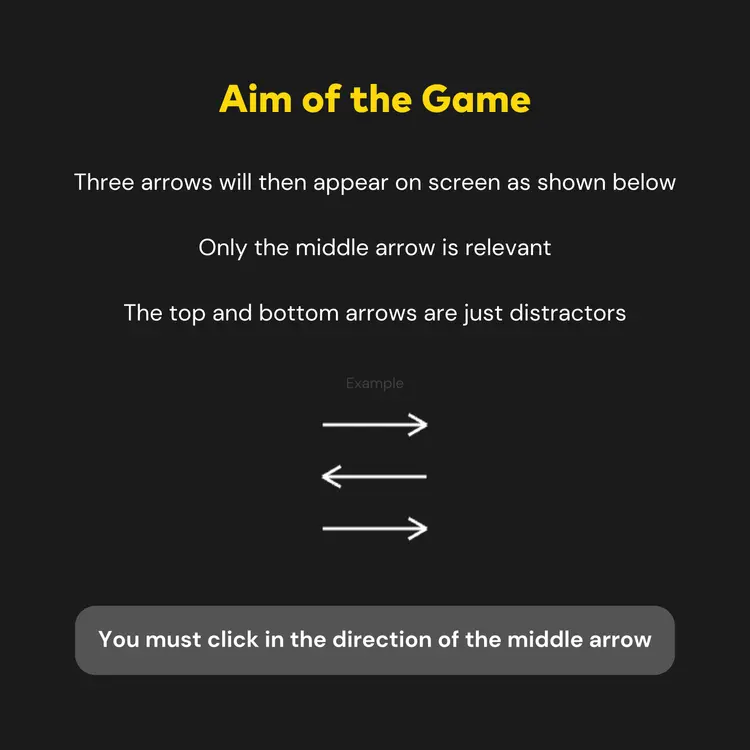 Aim of the Game
Three arrows will then appear on screen as shown below
Only the middle arrow is relevant
The top and bottom arrows are just distractors
Example
You must click in the direction of the middle arrow